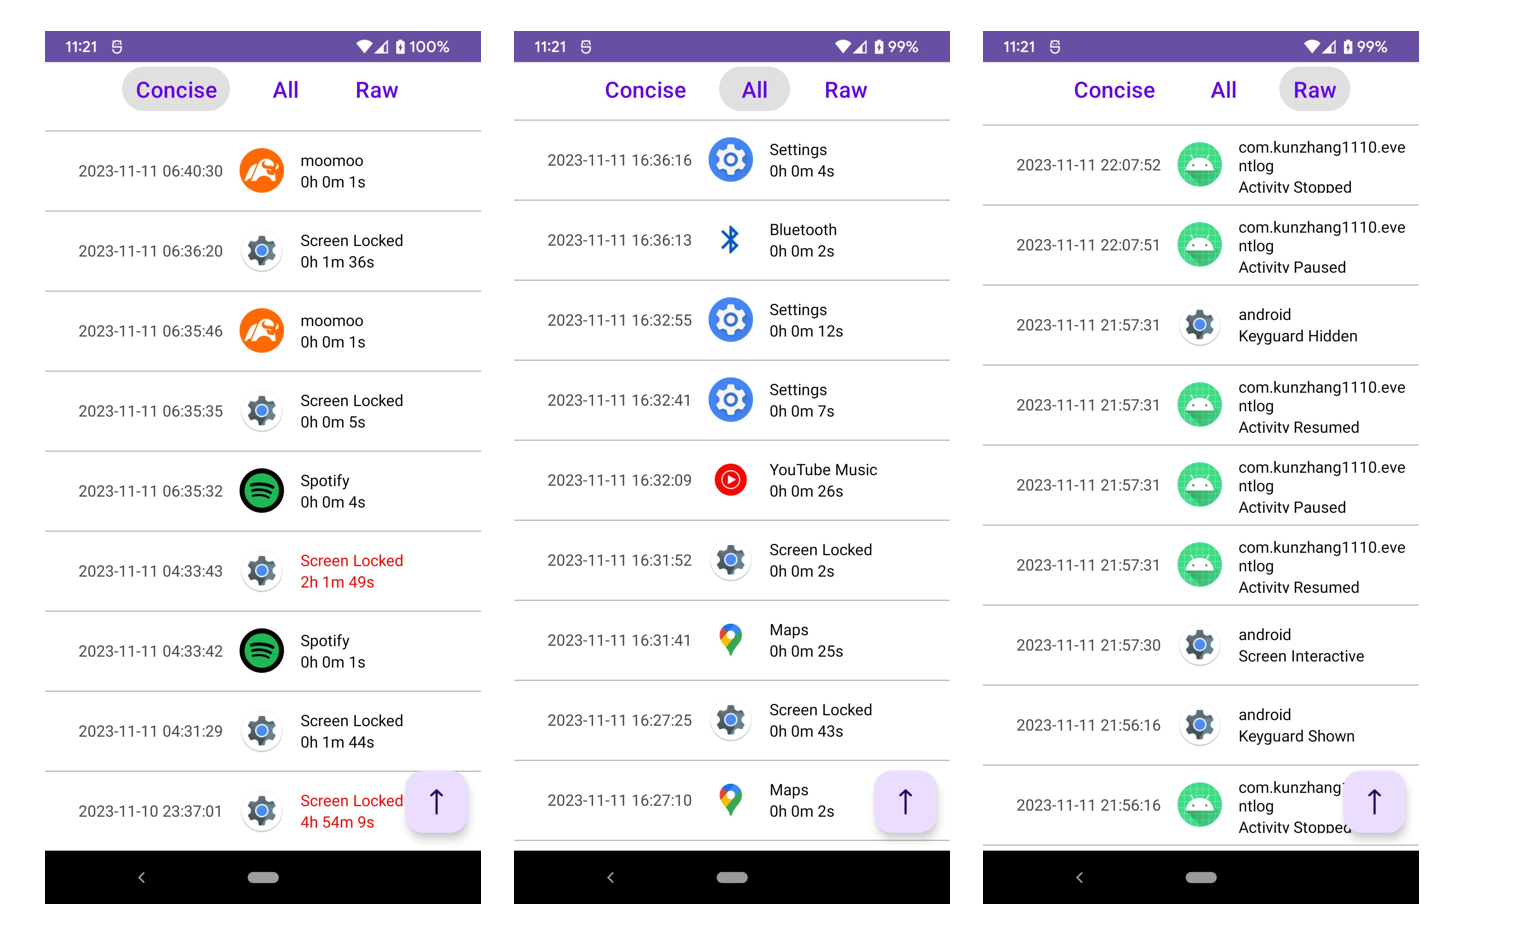 11:21
100%
Concise
All
Raw
2023-11-11 06:40:30
moomoo
0h 0m 1s
2023-11-11 06:36:20
Screen Locked
0h 1m 36s
2023-11-11 06:35:46
moomoo
0h 0m 1s
2023-11-11 06:35:35
Screen Locked
0h 0m 5s
2023-11-11 06:35:32
Spotify
0h 0m 4s
2023-11-11 04:33:43
Screen Locked
2h 1m 49s
2023-11-11 04:33:42
Spotify
0h 0m 1s
2023-11-11 04:31:29
Screen Locked
0h 1m 44s
2023-11-10 23:37:01
Screen Locked
4h 54m 9s
11:21
99%
Concise
All
Raw
2023-11-11 16:36:16
Settings
0h 0m 4s
2023-11-11 16:36:13
Bluetooth
0h 0m 2s
2023-11-11 16:32:55
Settings
0h 0m 12s
2023-11-11 16:32:41
Settings
0h 0m 7s
2023-11-11 16:32:09
YouTube Music
0h 0m 26s
2023-11-11 16:31:52
Screen Locked
0h 0m 2s
2023-11-11 16:31:41
Maps
0h 0m 25s
2023-11-11 16:27:25
Screen Locked
0h 0m 43s
2023-11-11 16:27:10
Maps
0h 0m 2s
11:21
99%
Concise
All
Raw
2023-11-11 22:07:52
com.kunzhang1110.eve
ntlog
Activity Stopped
2023-11-11 22:07:51
com.kunzhang1110.eve
ntlog
Activity Paused
2023-11-11 21:57:31
android
Keyguard Hidden
2023-11-11 21:57:31
com.kunzhang1110.eve
ntlog
Activity Resumed
2023-11-11 21:57:31
com.kunzhang1110.eve
ntlog
Activity Paused
2023-11-11 21:57:31
com.kunzhang1110.eve
ntlog
Activity Resumed
2023-11-11 21:57:30
android
Screen Interactive
2023-11-11 21:56:16
android
Keyguard Shown
2023-11-11 21:56:16
com.kunzhang
ntlog
Activity Stopped